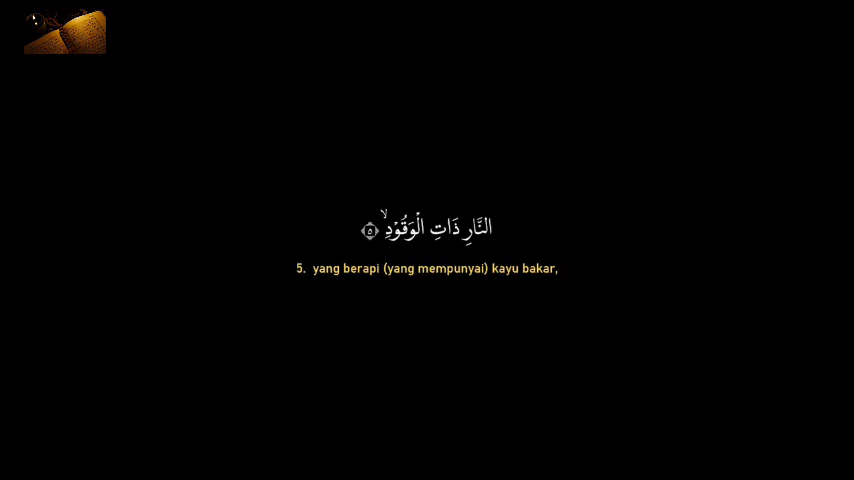 النَّارِ ذَاتِ الْوَقُوْدِۙ ٥
5. yang berapi (yang mempunyai) kayu bakar,